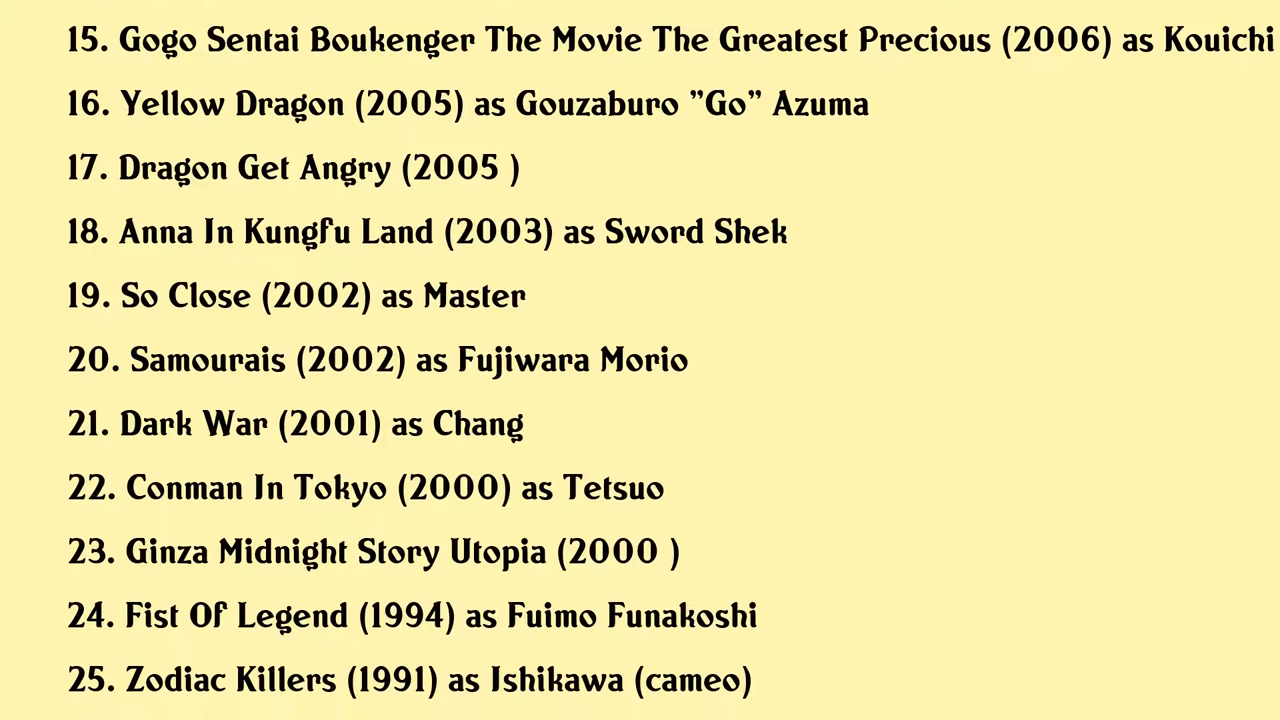 15. Gogo Sentai Boukenger The Movie The Greatest Precious (2006) as Kouichi
16. Yellow Dragon (2005) as Gouzaburo "Go" Azuma
17. Dragon Get Angry (2005 )
18. Anna In Kungfu Land (2003) as Sword Shek
19. So Close (2002) as Master
20. Samourais (2002) as Fujiwara Morio
21. Dark War (2001) as Chang
22. Conman In Tokyo (2000) as Tetsuo
23. Ginza Midnight Story Utopia (2000 )
24. Fist Of Legend (1994) as Fuimo Funakoshi
25. Zodiac Killers (1991) as Ishikawa (cameo)